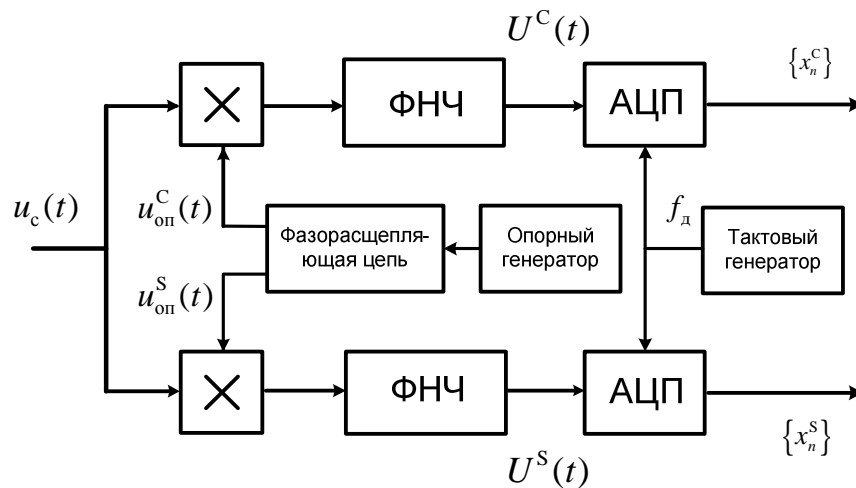 U^C(t)
{x_n^C}
ФНЧ
АЦП
u_c(t)
u_оп^C(t)
f_д
Фазорасщепля-
ющая цепь
Опорный
генератор
Тактовый
генератор
u_оп^S(t)
ФНЧ
АЦП
U^S(t)
{x_n^S}